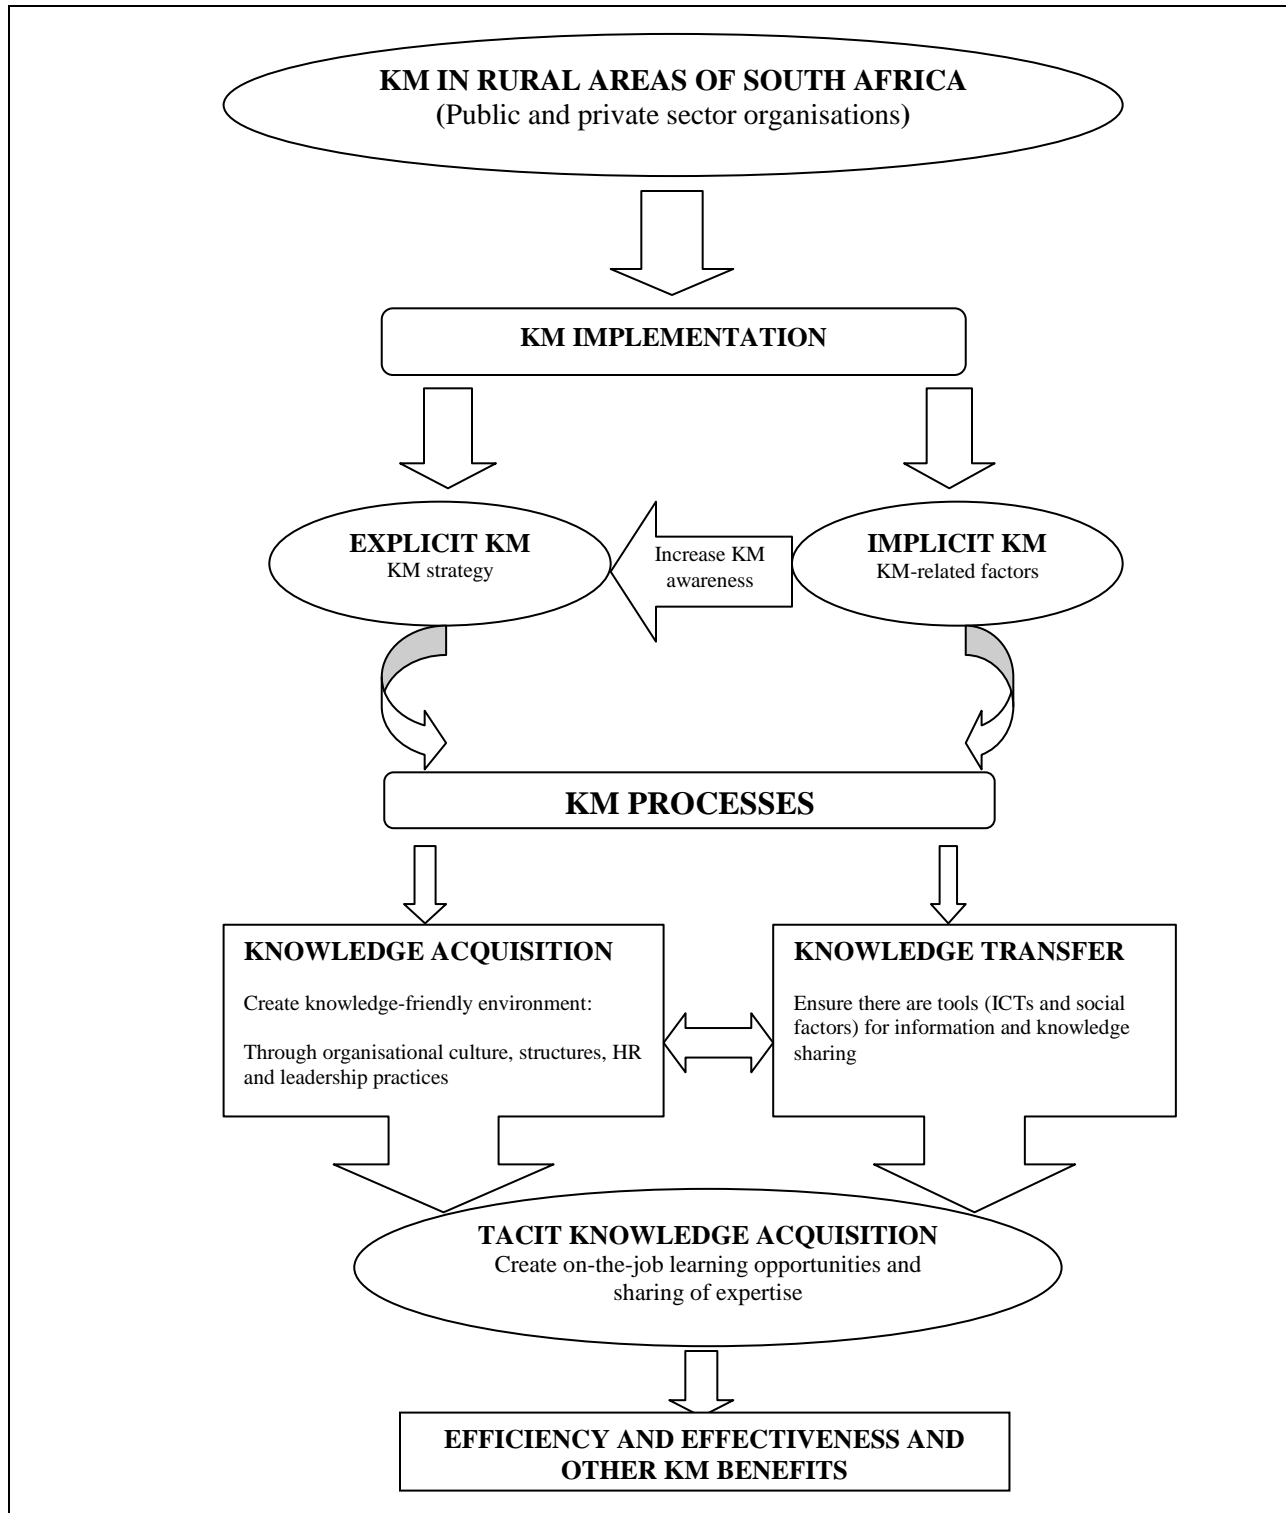 KM IN RURAL AREAS OF SOUTH AFRICA
(Public and private sector organisations)
KM IMPLEMENTATION
EXPLICIT KM
KM strategy
Increase KM
awareness
IMPLICIT KM
KM-related factors
KM PROCESSES
KNOWLEDGE ACQUISITION
Create knowledge-friendly environment:
Through organisational culture, structures, HR
and leadership practices
KNOWLEDGE TRANSFER
Ensure there are tools (ICTs and social
factors) for information and knowledge
sharing
TACIT KNOWLEDGE ACQUISITION
Create on-the-job learning opportunities and
sharing of expertise
EFFICIENCY AND EFFECTIVENESS AND
OTHER KM BENEFITS